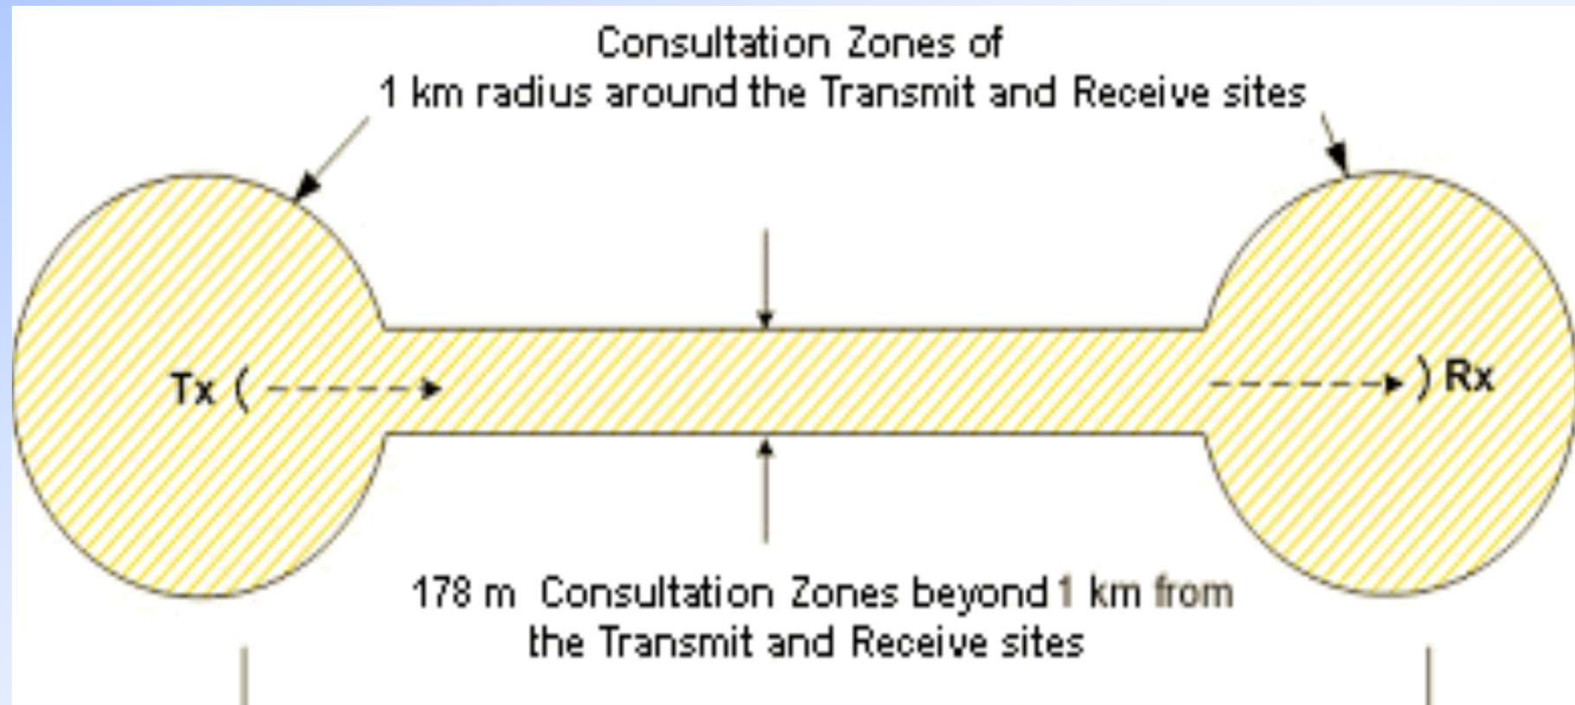 Consultation Zones of
1 km radius around the Transmit and Receive sites
Tx ( ) Rx
178 m Consultation Zones beyond 1 km from
the Transmit and Receive sites